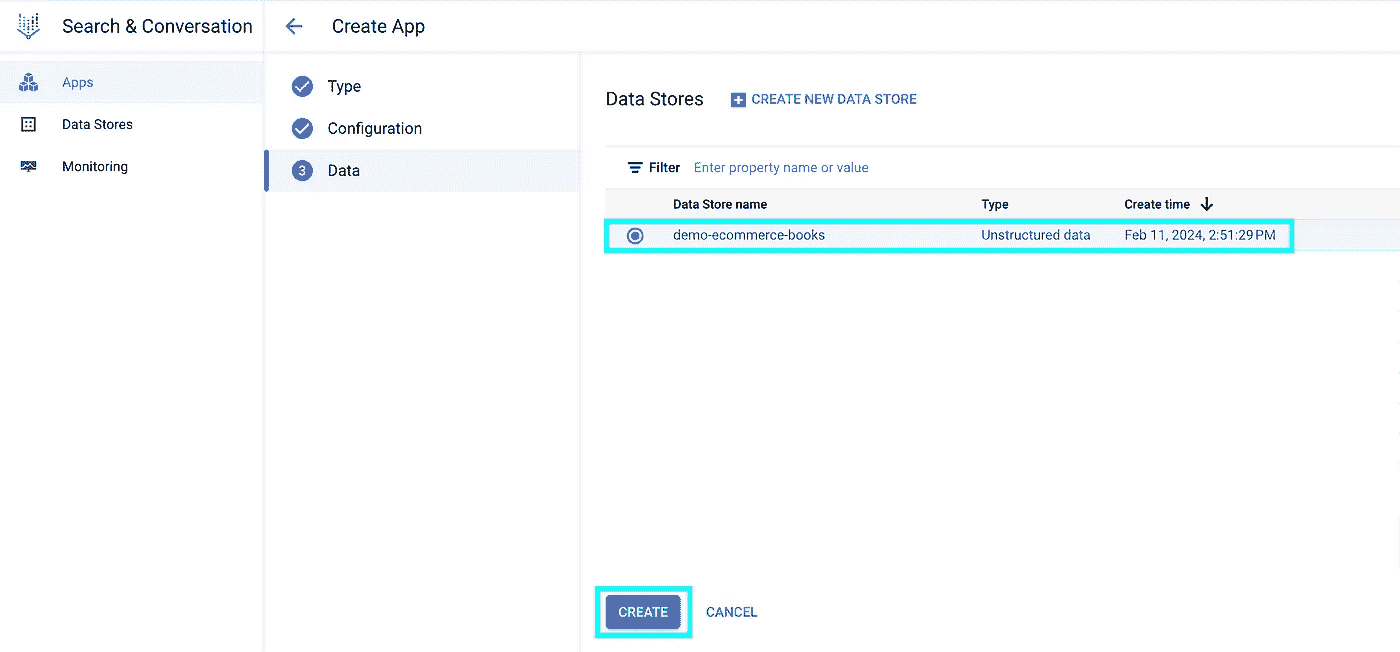 Search & Conversation
Create App
Apps
Data Stores
Monitoring
Type
Configuration
3 Data
Data Stores
CREATE NEW DATA STORE
Filter Enter property name or value
Data Store name Type Create time
demo-ecommerce-books Unstructured data Feb 11, 2024, 2:51:29 PM
CREATE CANCEL